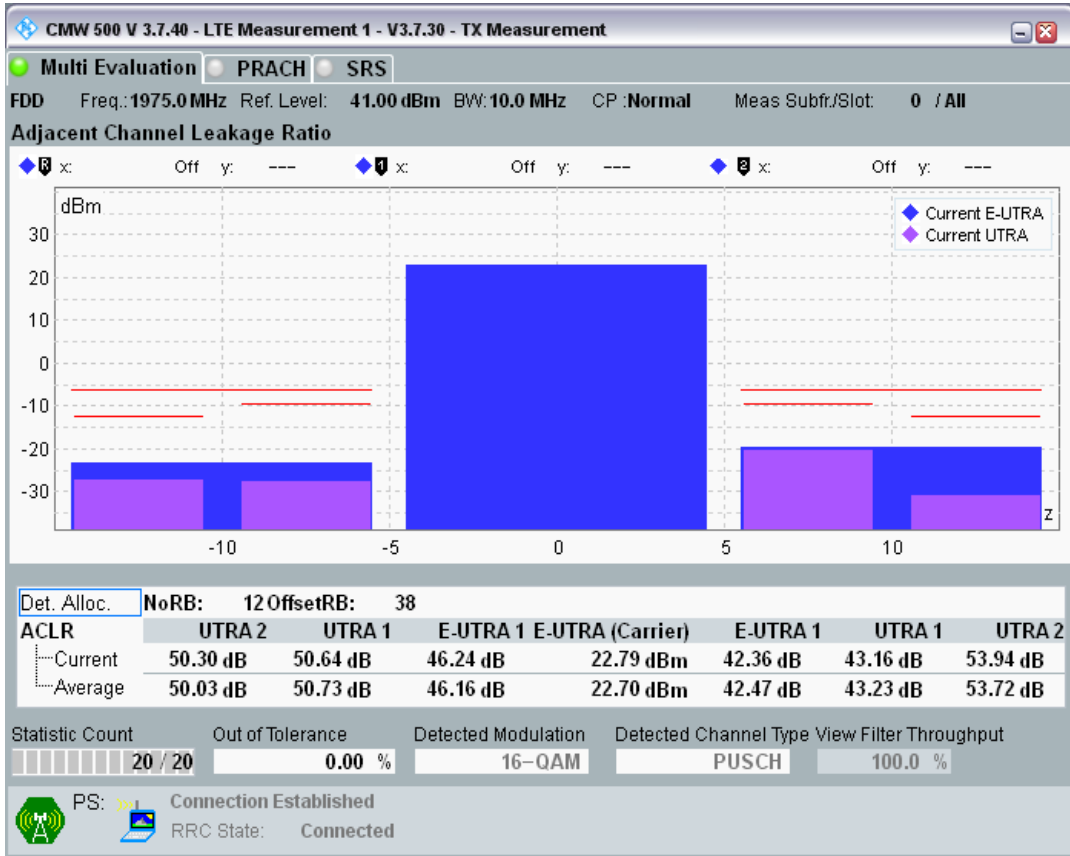 CMW 500 V 3.7.40 - LTE Measurement 1 - V3.7.30 - TX Measurement
Multi Evaluation PRACH SRS
FDD Freq.: 1975.0 MHz Ref. Level: 41.00 dBm BW: 10.0 MHz CP : Normal Meas Subfr./Slot: 0 / All
Adjacent Channel Leakage Ratio
R x: Off y: --- 1 x: Off y: --- 2 x: Off y: ---
dBm
Current E-UTRA
Current UTRA
30
20
10
0
-10
-20
-30
z
-10 -5 0 5 10
Det. Alloc. NoRB: 12 OffsetRB: 38
ACLR UTRA 2 UTRA 1 E-UTRA 1 E-UTRA (Carrier) E-UTRA 1 UTRA 1 UTRA 2
Current 50.30 dB 50.64 dB 46.24 dB 22.79 dBm 42.36 dB 43.16 dB 53.94 dB
Average 50.03 dB 50.73 dB 46.16 dB 22.70 dBm 42.47 dB 43.23 dB 53.72 dB
Statistic Count Out of Tolerance Detected Modulation Detected Channel Type View Filter Throughput
20 / 20 0.00 % 16-QAM PUSCH 100.0 %
PS: Connection Established
RRC State: Connected